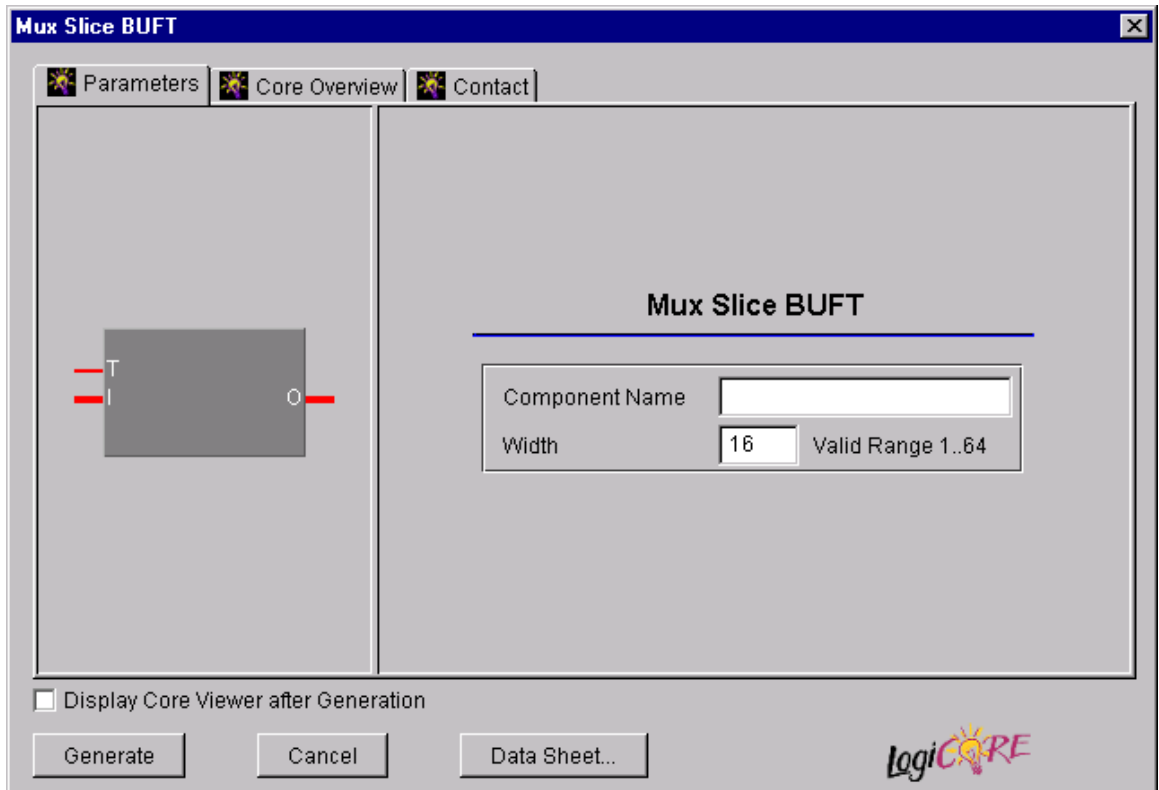 Mux Slice BUFT
Parameters Core Overview Contact
T
I O
Mux Slice BUFT
Component Name
Width 16 Valid Range 1..64
Display Core Viewer after Generation
Generate Cancel Data Sheet...
LogiCORE